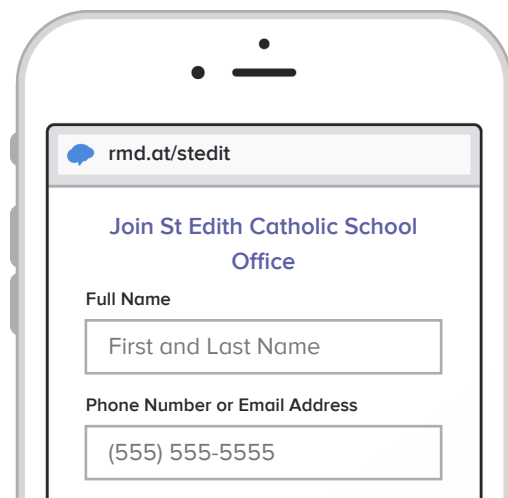 rmd.at/stedit
Join St Edith Catholic School
Office
Full Name
First and Last Name
Phone Number or Email Address
(555) 555-5555